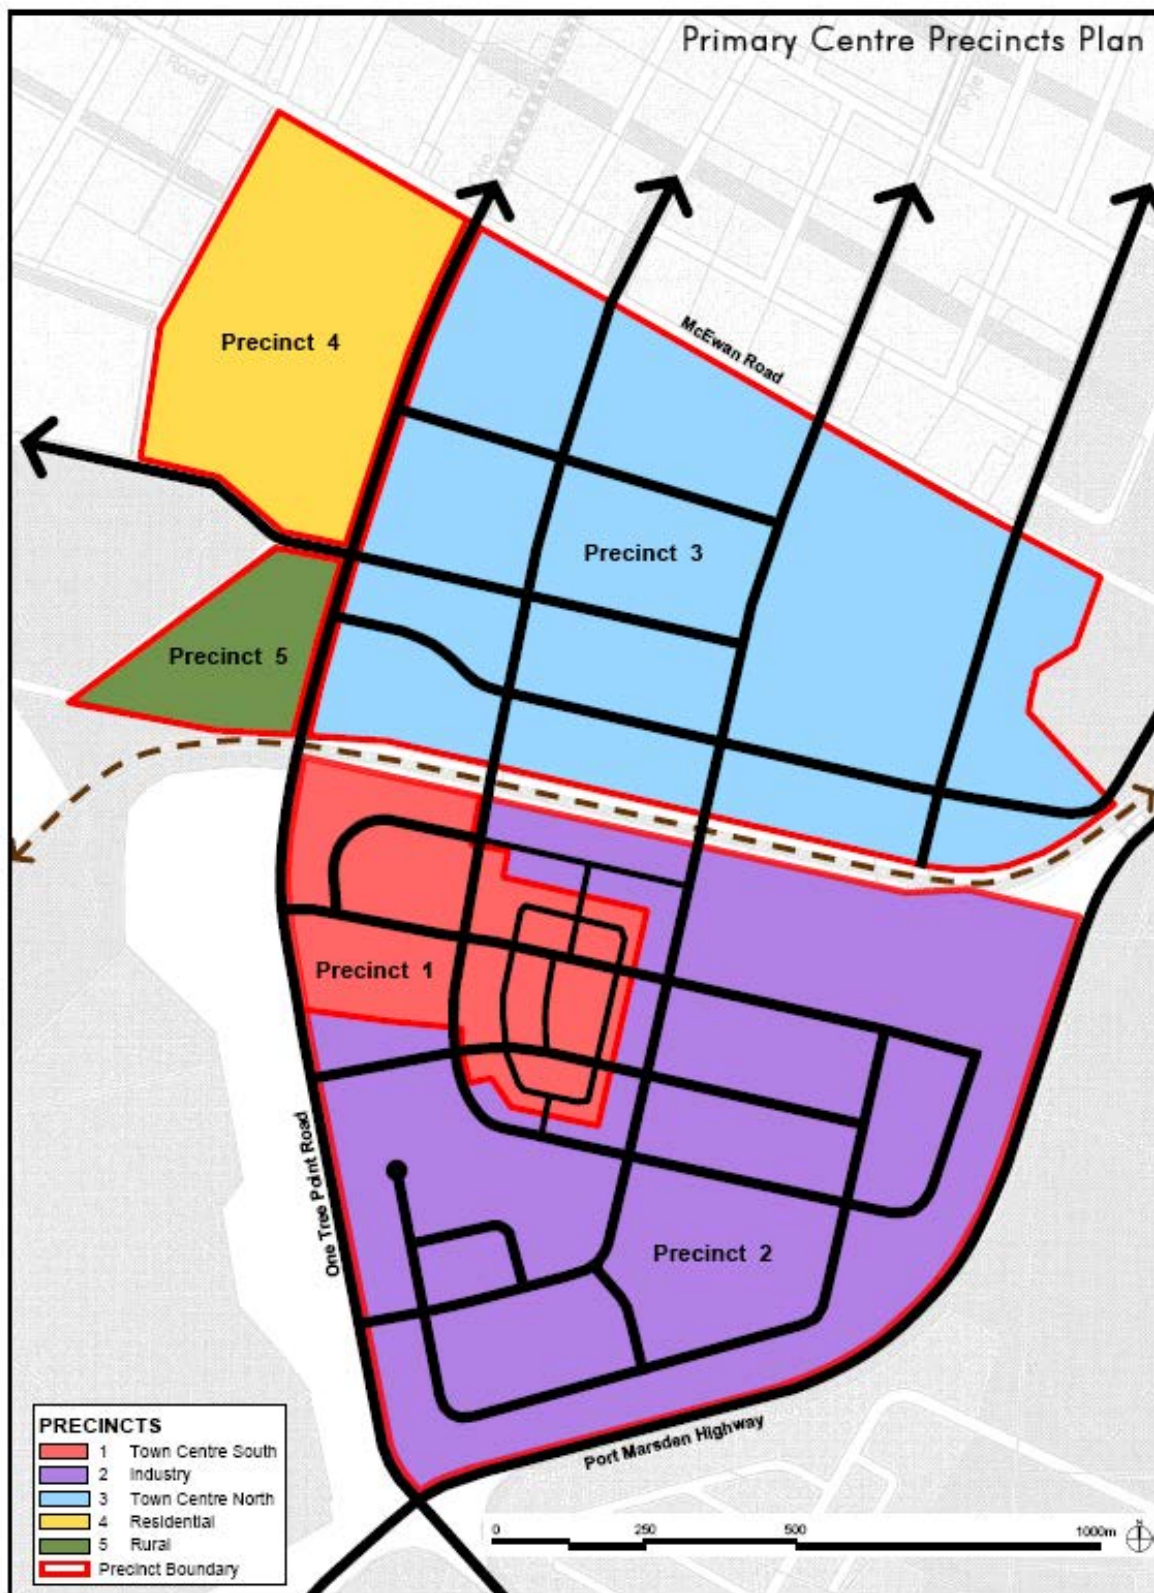 Primary Centre Precincts Plan
Road
Pyle
McEwan Road
Precinct 4
Precinct 3
Precinct 5
Precinct 1
One Tree Point Road
Precinct 2
Port Marsden Highway
PRECINCTS
1 Town Centre South
2 Industry
3 Town Centre North
4 Residential
5 Rural
Precinct Boundary
0 250 500 1000m
N